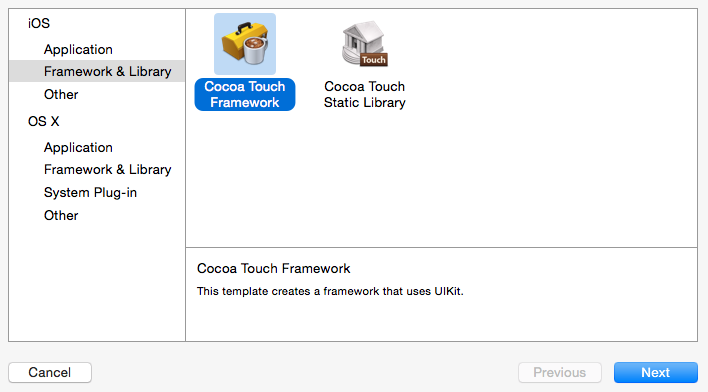 iOS
Application
Framework & Library
Other
OS X
Application
Framework & Library
System Plug-in
Other
Cocoa Touch
Framework
Touch
Cocoa Touch
Static Library
Cocoa Touch Framework
This template creates a framework that uses UIKit.
Cancel
Previous
Next